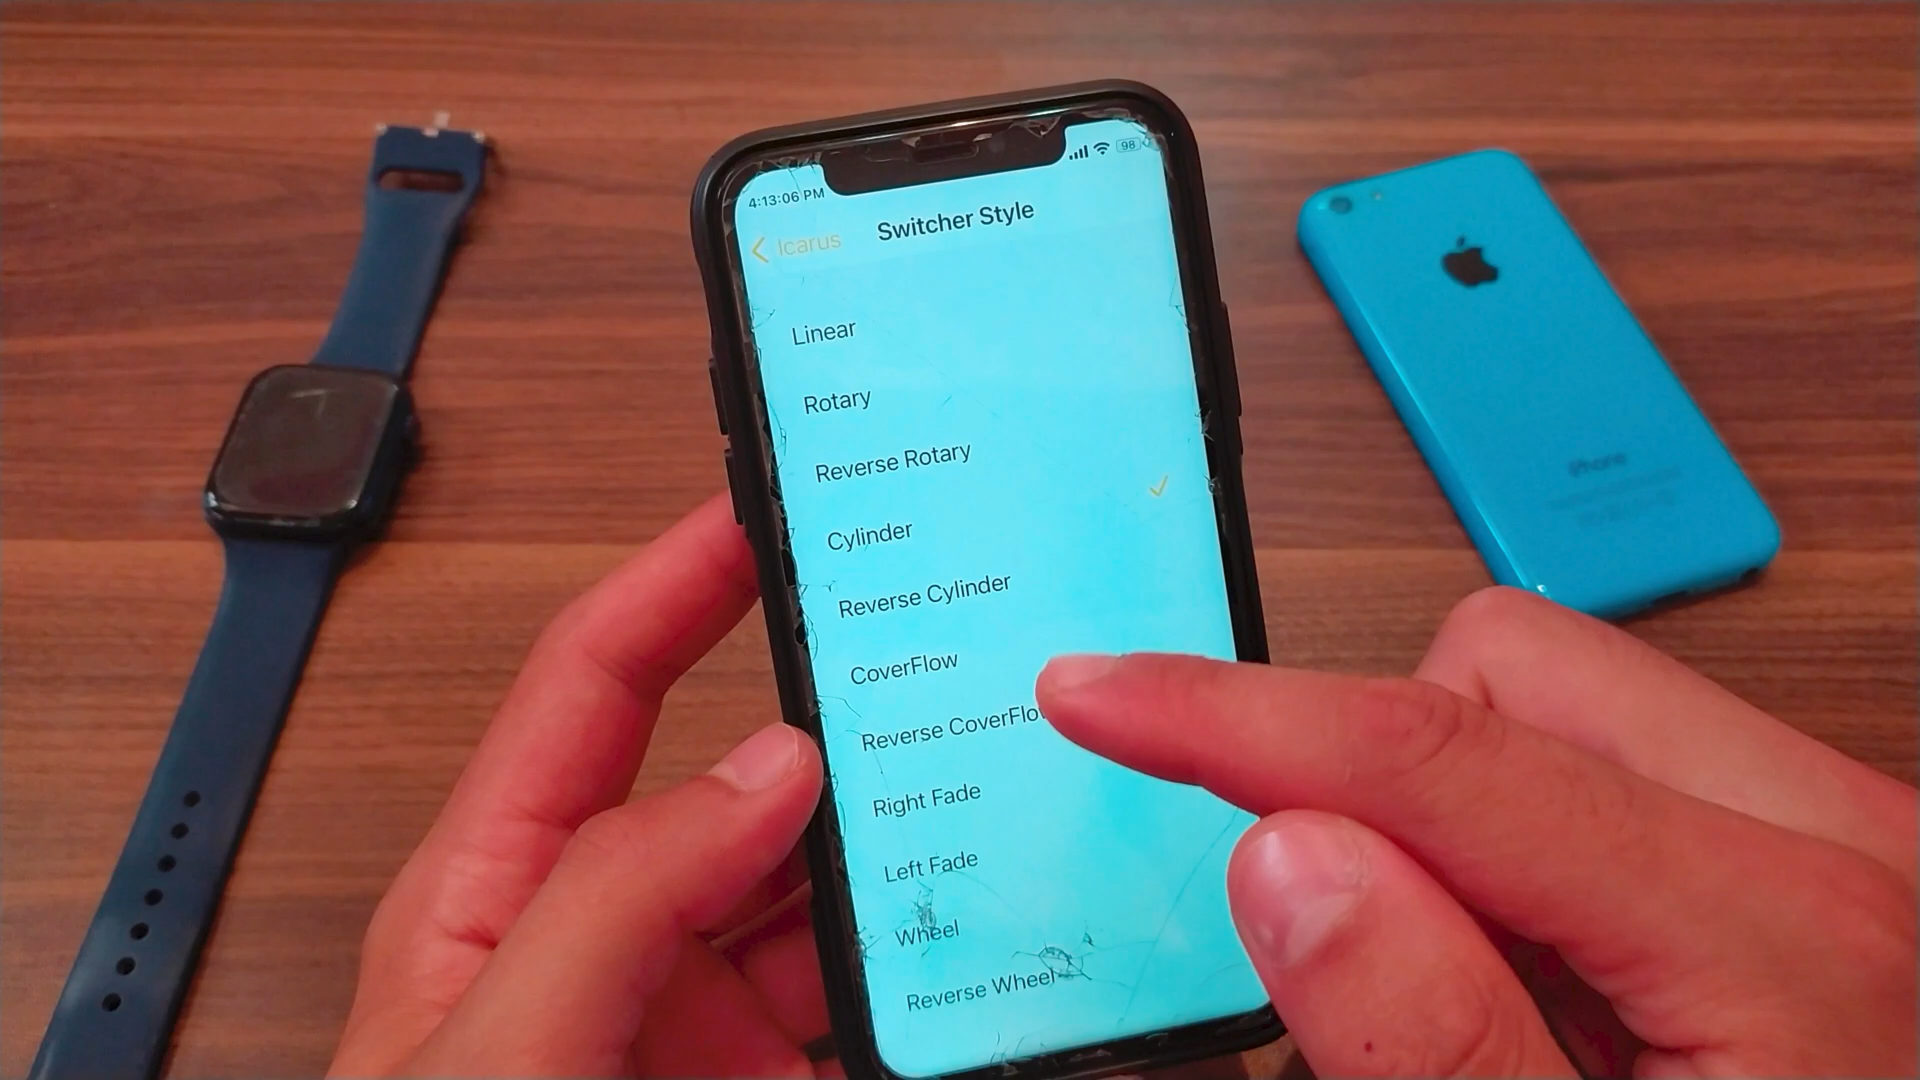 4:13:06 PM
98
Icarus
Switcher Style
Linear
Rotary
Reverse Rotary
Cylinder
Reverse Cylinder
CoverFlow
Reverse CoverFlo
Right Fade
Left Fade
Wheel
Reverse Wheel
iPhone